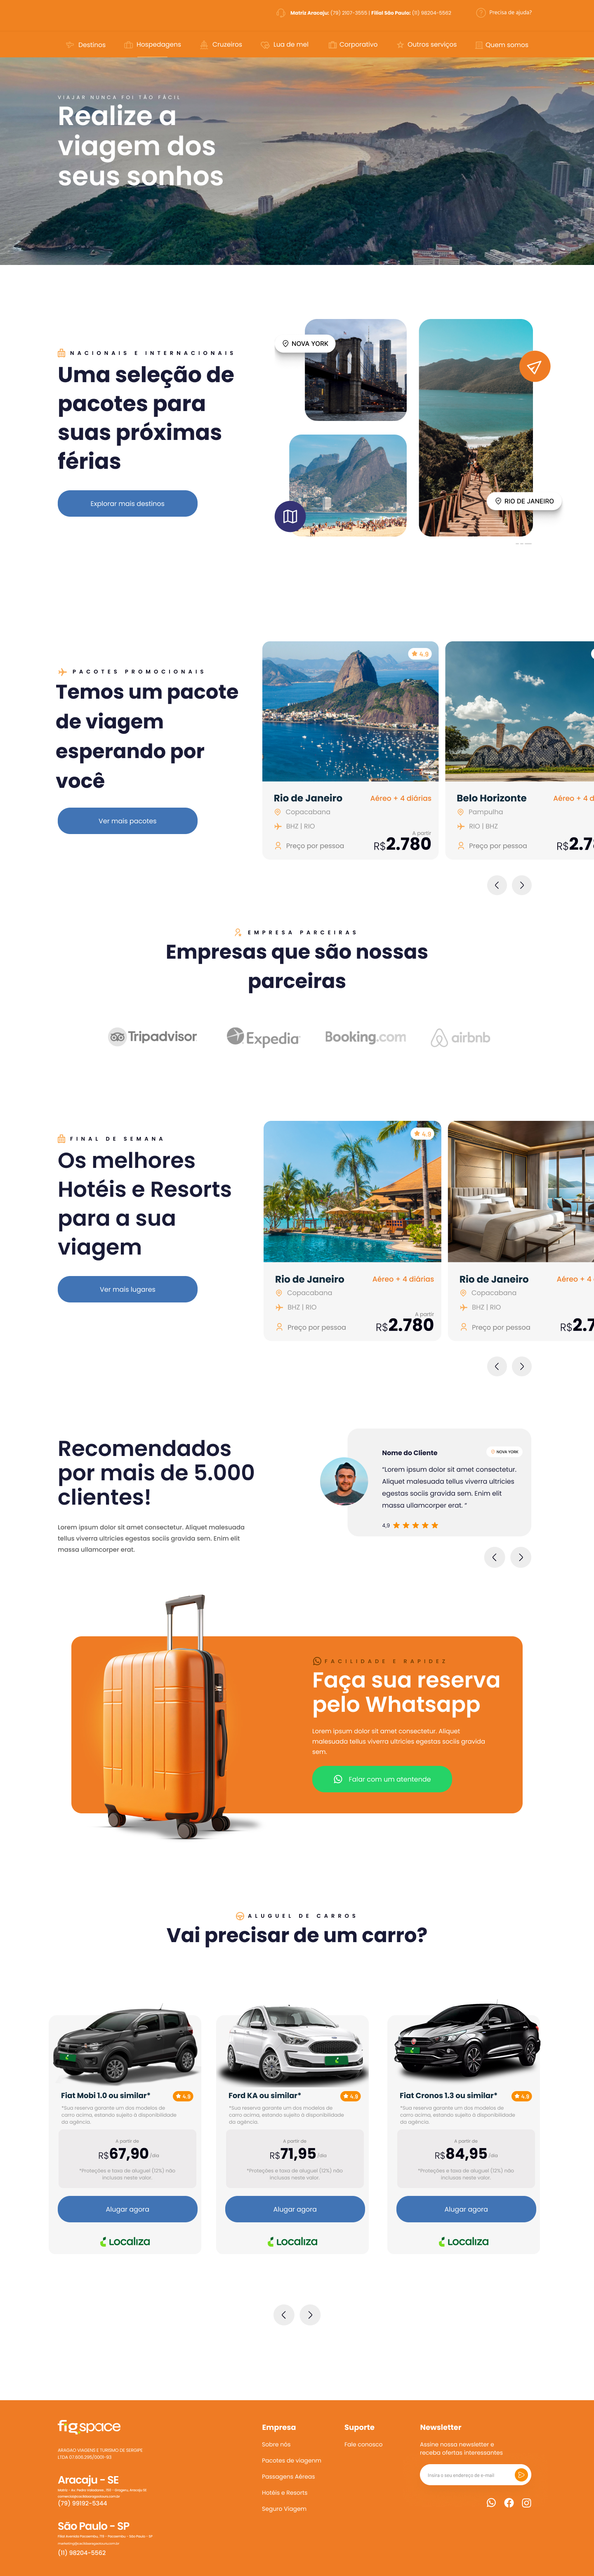 Matriz Aracaju: (79) 2107-3555 | Filial São Paulo: (11) 98204-5562
Precisa de ajuda?
Destinos
Hospedagens
Cruzeiros
Lua de mel
Corporativo
Outros serviços
Quem somos
VIAJAR NUNCA FOI TÃO FÁCIL
Realize a
viagem dos
seus sonhos
NACIONAIS E INTERNACIONAIS
Uma seleção de
pacotes para
suas próximas
férias
Explorar mais destinos
NOVA YORK
RIO DE JANEIRO
PACOTES PROMOCIONAIS
Temos um pacote
de viagem
esperando por
você
Ver mais pacotes
4.9
Rio de Janeiro
Aéreo + 4 diárias
Copacabana
BHZ | RIO
A partir
Preço por pessoa
R$2.780
Belo Horizonte
Aéreo + 4 d
Pampulha
RIO | BHZ
Preço por pessoa
R$2.7
EMPRESA PARCEIRAS
Empresas que são nossas
parceiras
Tripadvisor
Expedia
Booking.com
airbnb
FINAL DE SEMANA
Os melhores
Hotéis e Resorts
para a sua
viagem
Ver mais lugares
4.9
Rio de Janeiro
Aéreo + 4 diárias
Copacabana
BHZ | RIO
A partir
Preço por pessoa
R$2.780
Rio de Janeiro
Aéreo + 4
Copacabana
BHZ | RIO
Preço por pessoa
R$2.7
Recomendados
por mais de 5.000
clientes!
Lorem ipsum dolor sit amet consectetur. Aliquet malesuada
tellus viverra ultricies egestas sociis gravida sem. Enim elit
massa ullamcorper erat.
Nome do Cliente
NOVA YORK
“Lorem ipsum dolor sit amet consectetur.
Aliquet malesuada tellus viverra ultricies
egestas sociis gravida sem. Enim elit
massa ullamcorper erat. ”
4,9
FACILIDADE E RAPIDEZ
Faça sua reserva
pelo Whatsapp
Lorem ipsum dolor sit amet consectetur. Aliquet
malesuada tellus viverra ultricies egestas sociis gravida
sem.
Falar com um atentende
ALUGUEL DE CARROS
Vai precisar de um carro?
Fiat Mobi 1.0 ou similar*
4.9
*Sua reserva garante um dos modelos de
carro acima, estando sujeito à disponibilidade
da agência.
A partir de:
R$67,90/dia
*Proteções e taxa de aluguel (12%) não
inclusas neste valor.
Alugar agora
Localiza
Ford KA ou similar*
4.9
*Sua reserva garante um dos modelos de
carro acima, estando sujeito à disponibilidade
da agência.
A partir de:
R$71,95/dia
*Proteções e taxa de aluguel (12%) não
inclusas neste valor.
Alugar agora
Localiza
Fiat Cronos 1.3 ou similar*
4.9
*Sua reserva garante um dos modelos de
carro acima, estando sujeito à disponibilidade
da agência.
A partir de:
R$84,95/dia
*Proteções e taxa de aluguel (12%) não
inclusas neste valor.
Alugar agora
Localiza
figspace
ARAGAO VIAGENS E TURISMO DE SERGIPE
Aracaju - SE
(79) 99192-5344
São Paulo - SP
(11) 98204-5562
Empresa
Sobre nós
Pacotes de viagenm
Passagens Aéreas
Hotéis e Resorts
Seguro Viagem
Suporte
Fale conosco
Newsletter
Assine nossa newsletter e
receba ofertas interessantes
Insira o seu endereço de e-mail